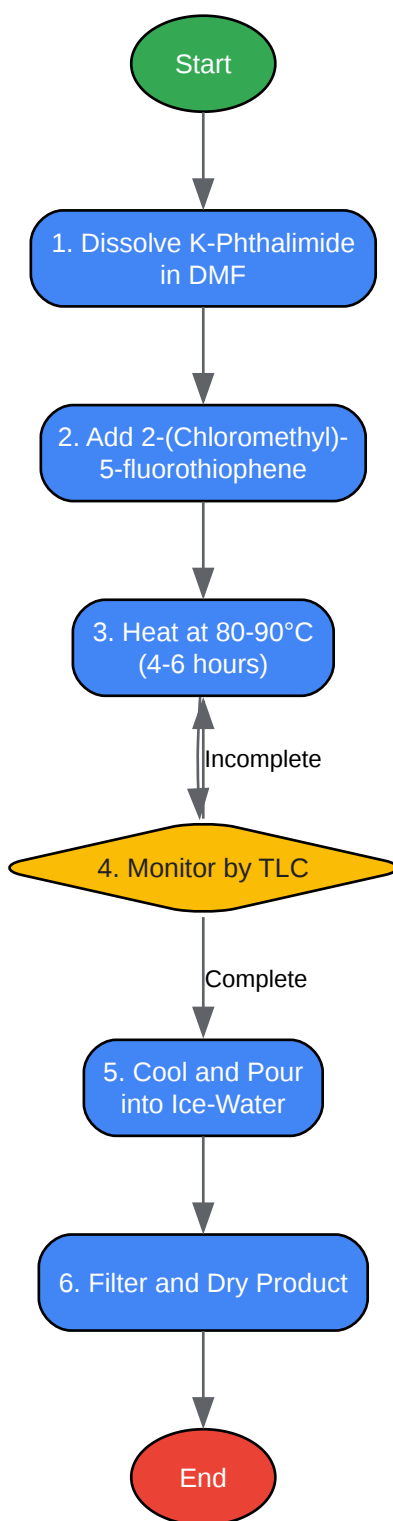 Start
1. Dissolve K-Phthalimide
in DMF
2. Add 2-(Chloromethyl)-
5-fluorothiophene
3. Heat at 80-90°C
(4-6 hours)
Incomplete
4. Monitor by TLC
Complete
5. Cool and Pour
into Ice-Water
6. Filter and Dry Product
End